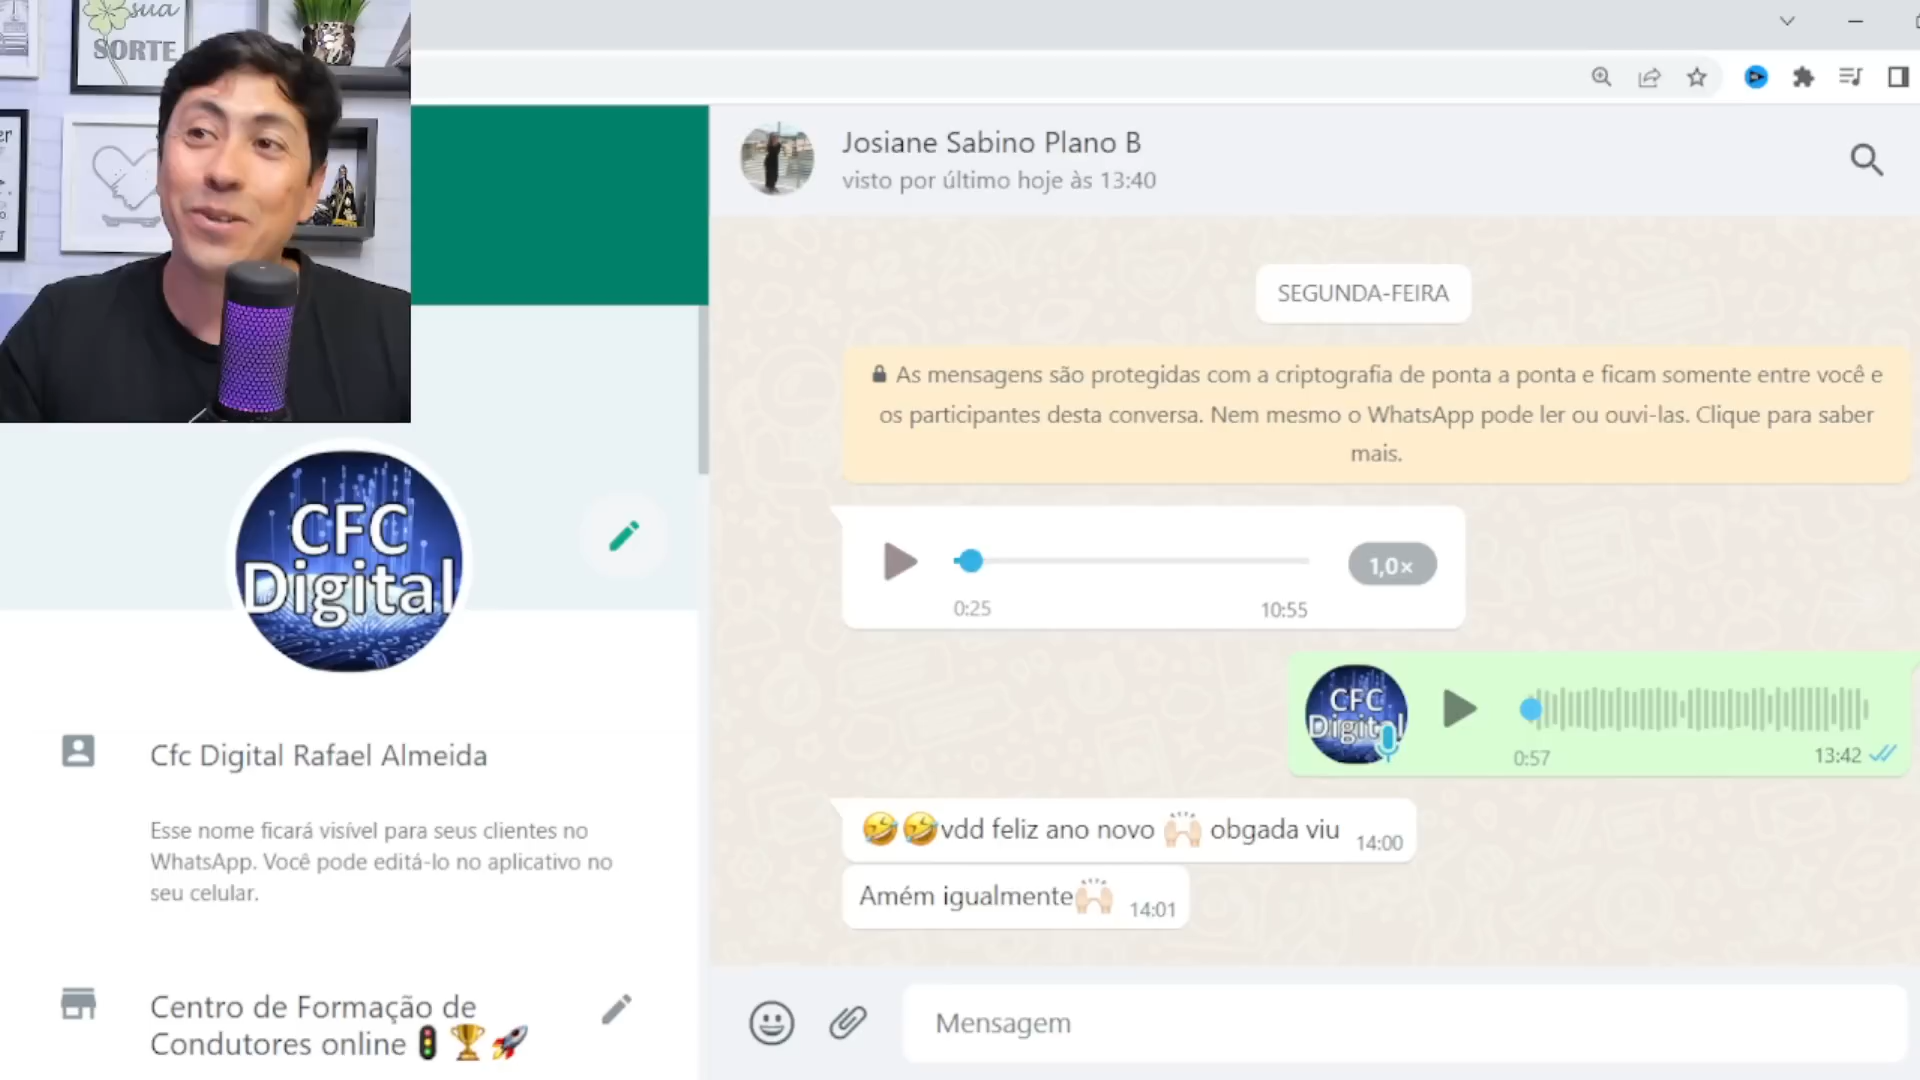 sua
SORTE
Josiane Sabino Plano B
visto por último hoje às 13:40
SEGUNDA-FEIRA
As mensagens são protegidas com a criptografia de ponta a ponta e ficam somente entre você e
os participantes desta conversa. Nem mesmo o WhatsApp pode ler ou ouvi-las. Clique para saber
mais.
1,0×
0:25
10:55
CFC
Digital
0:57
13:42
🤣🤣vdd feliz ano novo 🙌🏻 obgada viu 14:00
Amém igualmente🙌🏻 14:01
Mensagem
CFC
Digital
Cfc Digital Rafael Almeida
Esse nome ficará visível para seus clientes no
WhatsApp. Você pode editá-lo no aplicativo no
seu celular.
Centro de Formação de
Condutores online 🚦🏆🚀